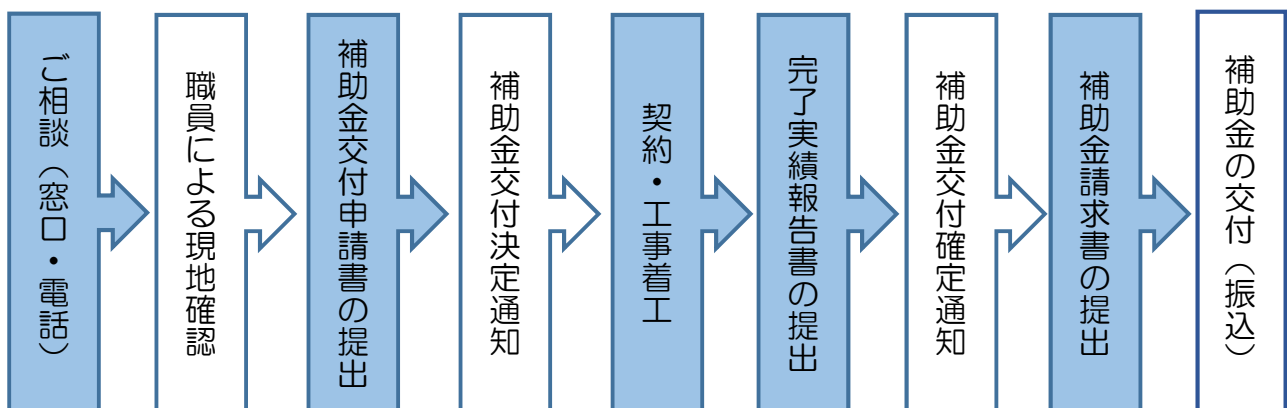 ご相談（窓口・電話）
職員による現地確認
補助金交付申請書の提出
補助金交付決定通知
契約・工事着工
完了実績報告書の提出
補助金交付確定通知
補助金請求書の提出
補助金の交付（振込）